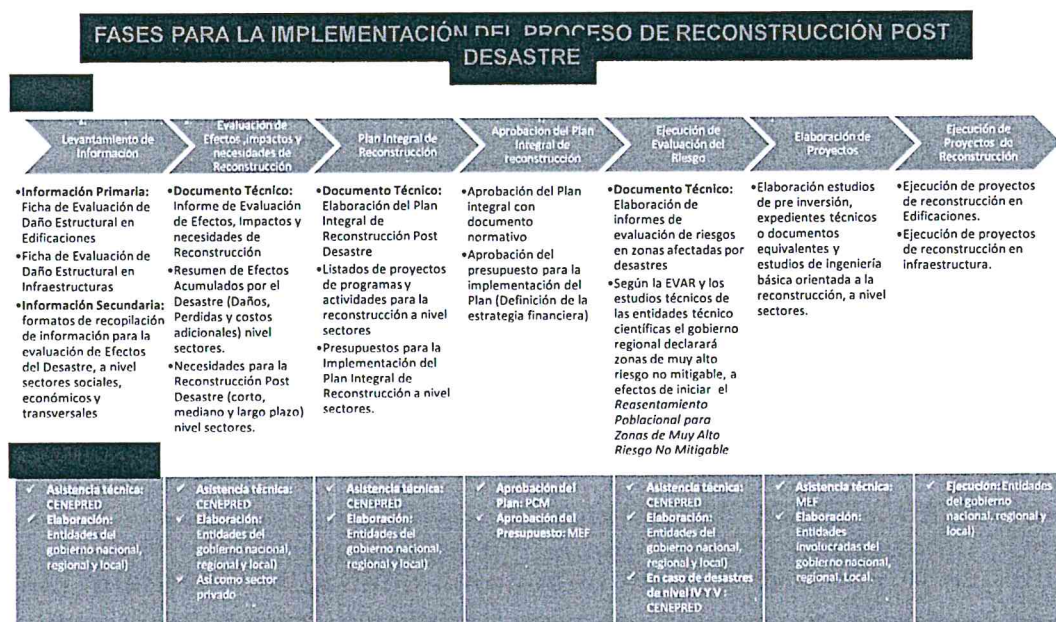 FASES PARA LA IMPLEMENTACIÓN DEL PROCESO DE RECONSTRUCCIÓN POST
DESASTRE
Levantamiento de
Información
Evaluación de
Efectos ,impactos y
necesidades de
Reconstrucción
Plan Integral de
Reconstrucción
Aprobación del Plan
Integral de
reconstrucción
Ejecución de
Evaluación del
Riesgo
Elaboración de
Proyectos
Ejecución de
Proyectos de
Reconstrucción
•Información Primaria:
Ficha de Evaluación de
Daño Estructural en
Edificaciones
•Ficha de Evaluación de
Daño Estructural en
Infraestructuras
•Información Secundaria:
formatos de recopilación
de información para la
evaluación de Efectos
del Desastre, a nivel
sectores sociales,
económicos y
transversales
•Documento Técnico:
Informe de Evaluación
de Efectos, Impactos y
necesidades de
Reconstrucción
•Resumen de Efectos
Acumulados por el
Desastre (Daños,
Perdidas y costos
adicionales) nivel
sectores.
•Necesidades para la
Reconstrucción Post
Desastre (corto,
mediano y largo plazo)
nivel sectores.
•Documento Técnico:
Elaboración del Plan
Integral de
Reconstrucción Post
Desastre
•Listados de proyectos
de programas y
actividades para la
reconstrucción a nivel
sectores
•Presupuestos para la
Implementación del
Plan Integral de
Reconstrucción a nivel
sectores.
•Aprobación del Plan
integral con
documento
normativo
•Aprobación del
presupuesto para la
implementación del
Plan (Definición de la
estrategia financiera)
•Documento Técnico:
Elaboración de
informes de
evaluación de riesgos
en zonas afectadas por
desastres
•Según la EVAR y los
estudios técnicos de
las entidades técnico
científicas el gobierno
regional declarará
zonas de muy alto
riesgo no mitigable, a
efectos de iniciar el
Reasentamiento
Poblacional para
Zonas de Muy Alto
Riesgo No Mitigable
•Elaboración estudios
de pre inversión,
expedientes técnicos
o documentos
equivalentes y
estudios de ingeniería
básica orientada a la
reconstrucción, a nivel
sectores.
•Ejecución de proyectos
de reconstrucción en
Edificaciones.
•Ejecución de proyectos
de reconstrucción en
infraestructura.
✓ Asistencia técnica:
CENEPRED
✓ Elaboración:
Entidades del
gobierno nacional,
regional y local)
✓ Asistencia técnica:
CENEPRED
✓ Elaboración:
Entidades del
gobierno nacional,
regional y local)
✓ Así como sector
privado
✓ Asistencia técnica:
CENEPRED
✓ Elaboración:
Entidades del
gobierno nacional,
regional y local)
✓ Aprobación del
Plan: PCM
✓ Aprobación del
Presupuesto: MEF
✓ Asistencia técnica:
CENEPRED
✓ Elaboración:
Entidades del
gobierno nacional,
regional y local)
✓ En caso de desastres
de nivel IV Y V :
CENEPRED
✓ Asistencia técnica:
MEF
✓ Elaboración:
Entidades
involucradas del
gobierno nacional,
regional, Local.
✓ Ejecución: Entidades
del gobierno
nacional, regional y
local)